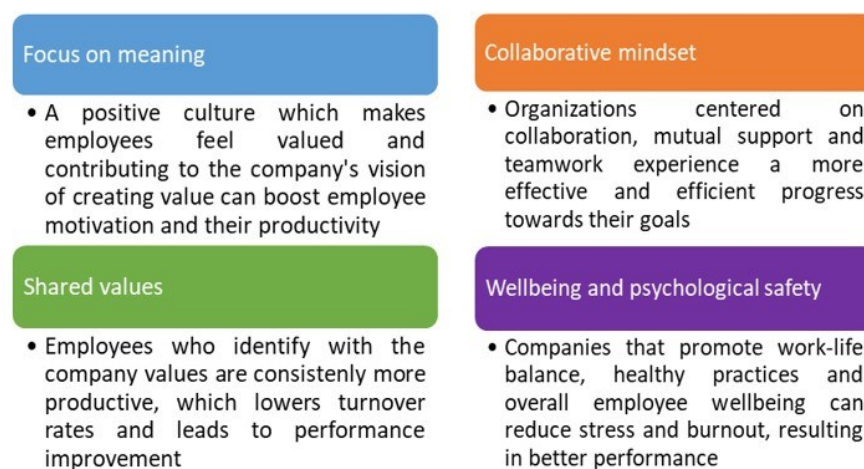 Focus on meaning
• A positive culture which makes
employees feel valued and
contributing to the company's vision
of creating value can boost employee
motivation and their productivity
Collaborative mindset
• Organizations centered on
collaboration, mutual support and
teamwork experience a more
effective and efficient progress
towards their goals
Shared values
• Employees who identify with the
company values are consistenly more
productive, which lowers turnover
rates and leads to performance
improvement
Wellbeing and psychological safety
• Companies that promote work-life
balance, healthy practices and
overall employee wellbeing can
reduce stress and burnout, resulting
in better performance